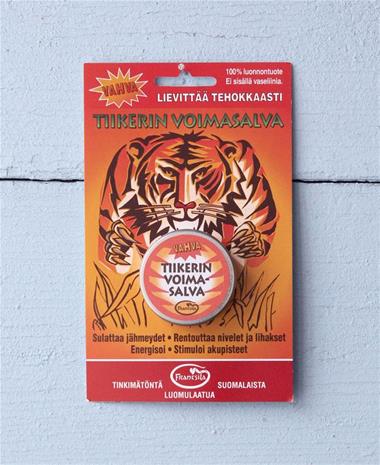 VAHVA
100% luonnontuote
Ei sisällä vaseliinia.
LIEVITTÄÄ TEHOKKAASTI
TIIKERIN VOIMASALVA
VAHVA
TIIKERIN
VOIMA-
SALVA
Frantsila
Sulattaa jähmeydet • Rentouttaa nivelet ja lihakset
Energisoi • Stimuloi akupisteet
Frantsila
TINKIMÄTÖNTÄ SUOMALAISTA
LUOMULAATUA